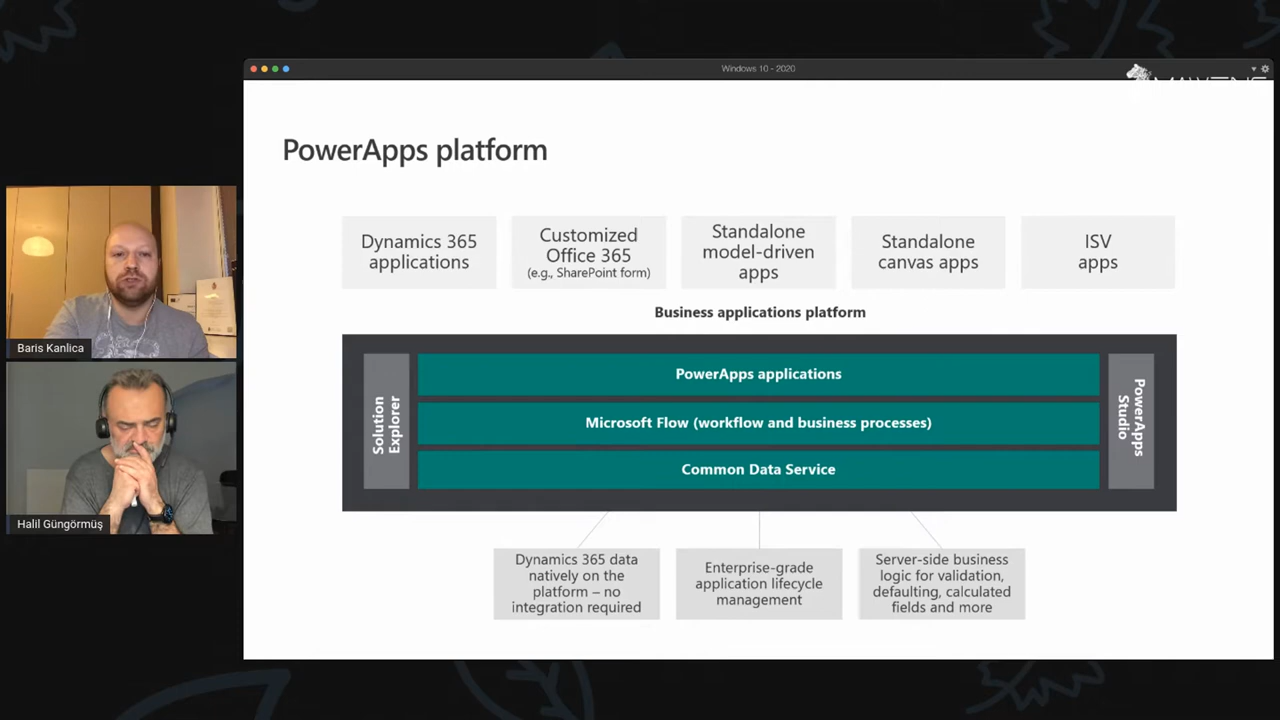 Windows 10 - 2020
PowerApps platform
Dynamics 365
applications
Customized
Office 365
(e.g., SharePoint form)
Standalone
model-driven
apps
Standalone
canvas apps
ISV
apps
Business applications platform
Solution
Explorer
PowerApps applications
Microsoft Flow (workflow and business processes)
Common Data Service
PowerApps
Studio
Dynamics 365 data
natively on the
platform – no
integration required
Enterprise-grade
application lifecycle
management
Server-side business
logic for validation,
defaulting, calculated
fields and more
Baris Kanlica
Halil Güngörmüş